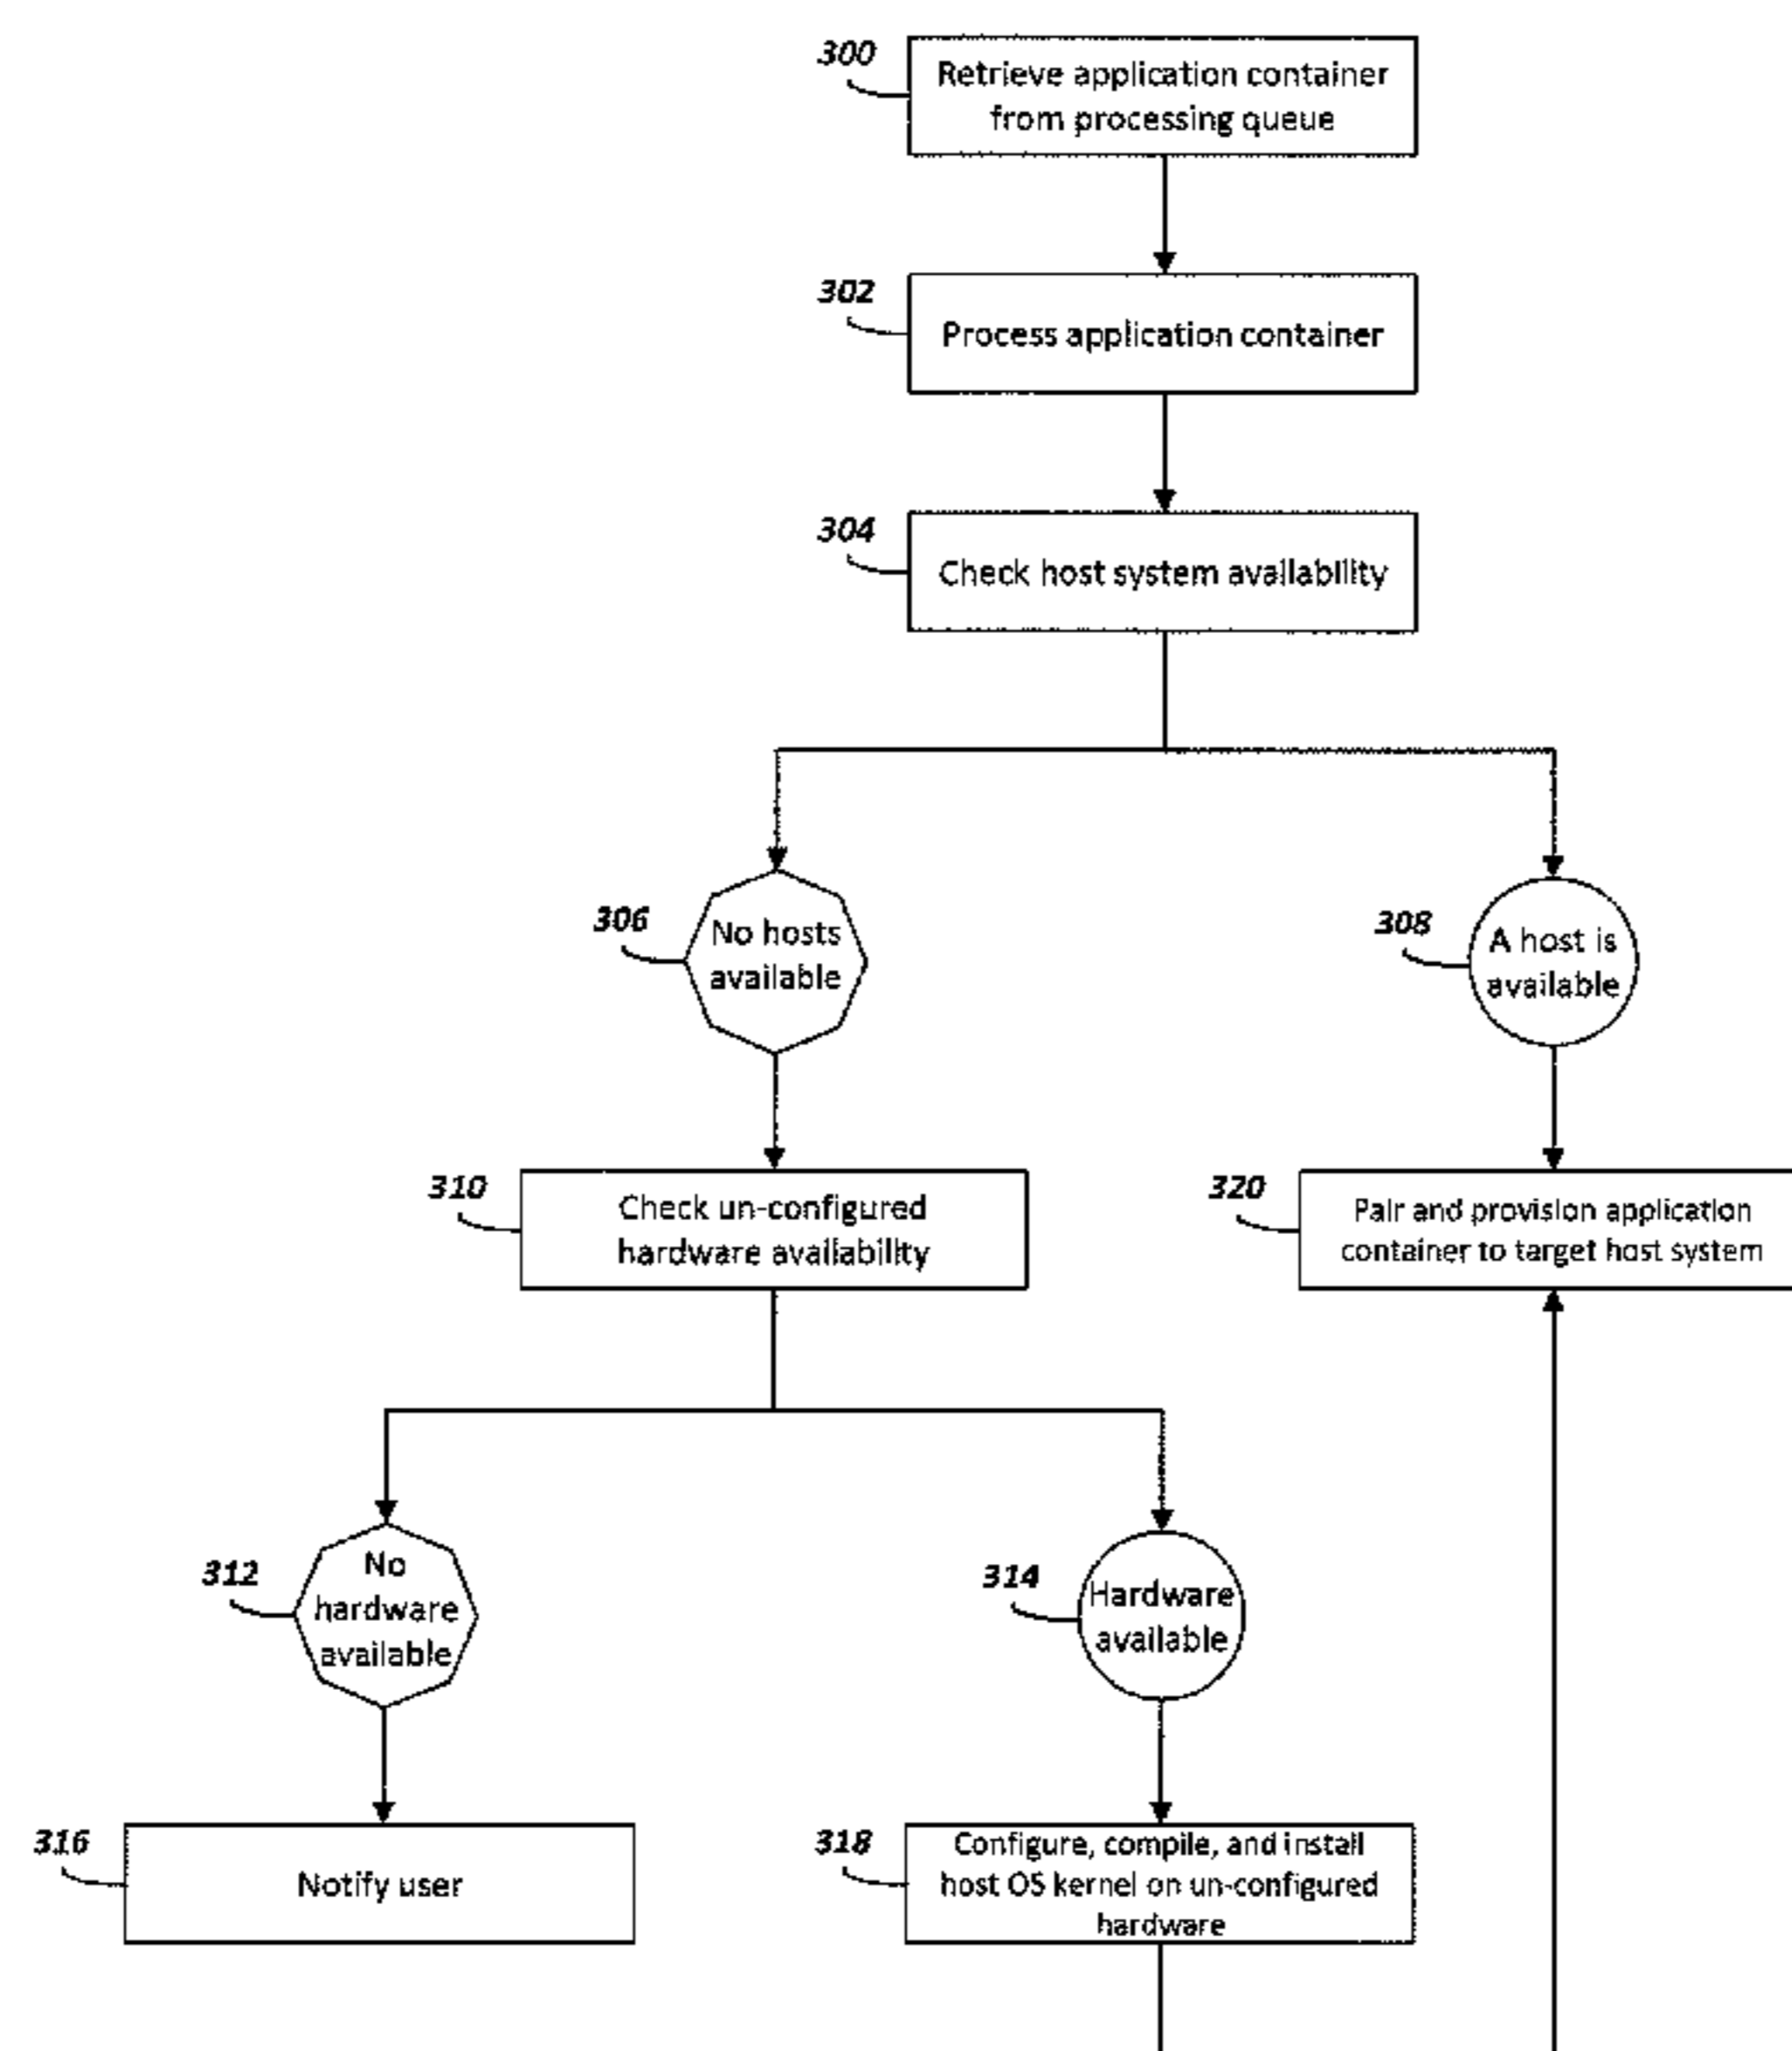 300
Retrieve application container
from processing queue
302
Process application container
304
Check host system availability
306
No hosts
available
308
A host is
available
310
Check un-configured
hardware availability
320
Pair and provision application
container to target host system
312
No
hardware
available
314
Hardware
available
316
Notify user
318
Configure, compile, and install
host OS kernel on un-configured
hardware